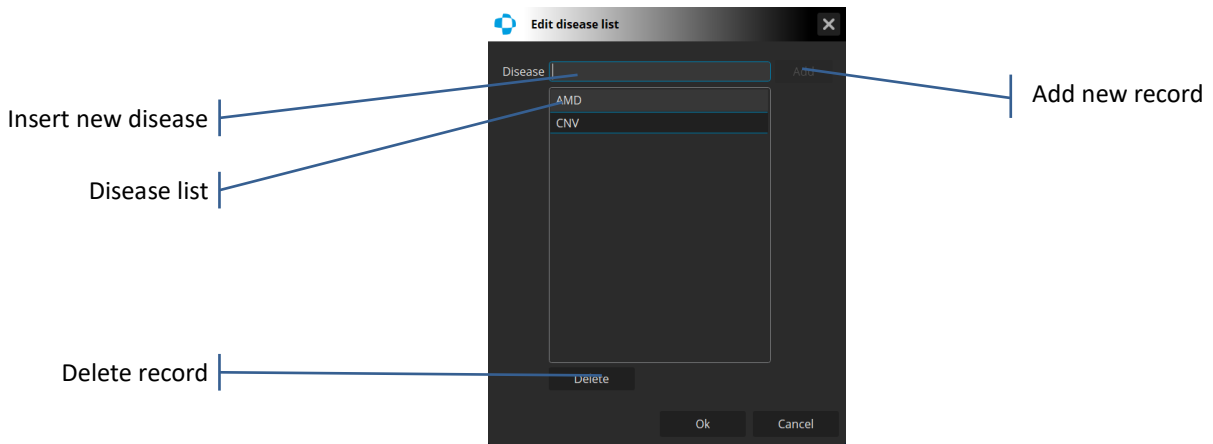 Edit disease list
Disease
Add
Insert new disease
Add new record
AMD
CNV
Disease list
Delete record
Delete
Ok
Cancel